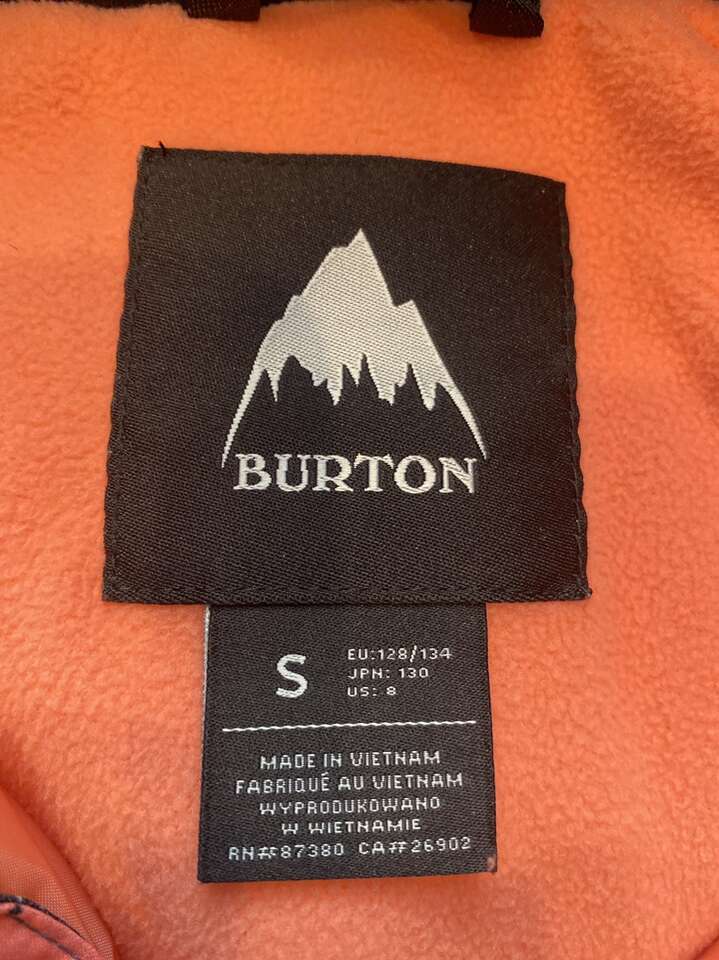 BURTON
S
EU:128/134
JPN: 130
US: 8
MADE IN VIETNAM
FABRIQUÉ AU VIETNAM
WYPRODUKOWANO
W WIETNAMIE
RN#87380 CA#26902